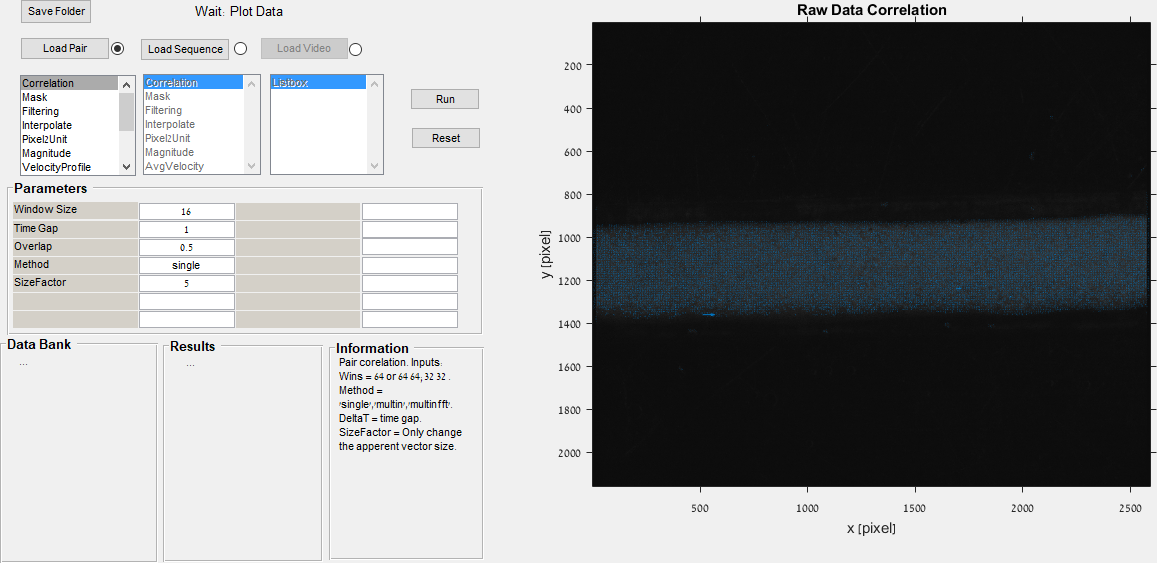 Save Folder
Wait: Plot Data
Load Pair
Load Sequence
Load Video
Correlation
Mask
Filtering
Interpolate
Pixel2Unit
Magnitude
VelocityProfile
Correlation
Mask
Filtering
Interpolate
Pixel2Unit
Magnitude
AvgVelocity
Listbox
Run
Reset
Parameters
Window Size 16
Time Gap 1
Overlap 0.5
Method single
SizeFactor 5
Data Bank
...
Results
...
Information
Pair corelation. Inputs:
Wins = 64 or 64 64; 32 32 .
Method =
'single','multin','multinfft'.
DeltaT = time gap.
SizeFactor = Only change
the apperent vector size.
Raw Data Correlation
y [pixel]
200
400
600
800
1000
1200
1400
1600
1800
2000
500 1000 1500 2000 2500
x [pixel]